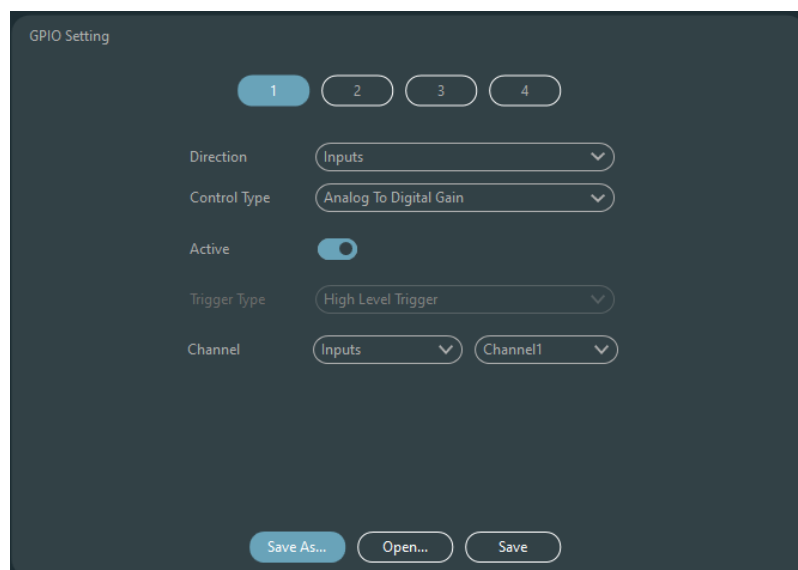 GPIO Setting
1 2 3 4
Direction Inputs
Control Type Analog To Digital Gain
Active
Trigger Type High Level Trigger
Channel Inputs Channel1
Save As... Open... Save